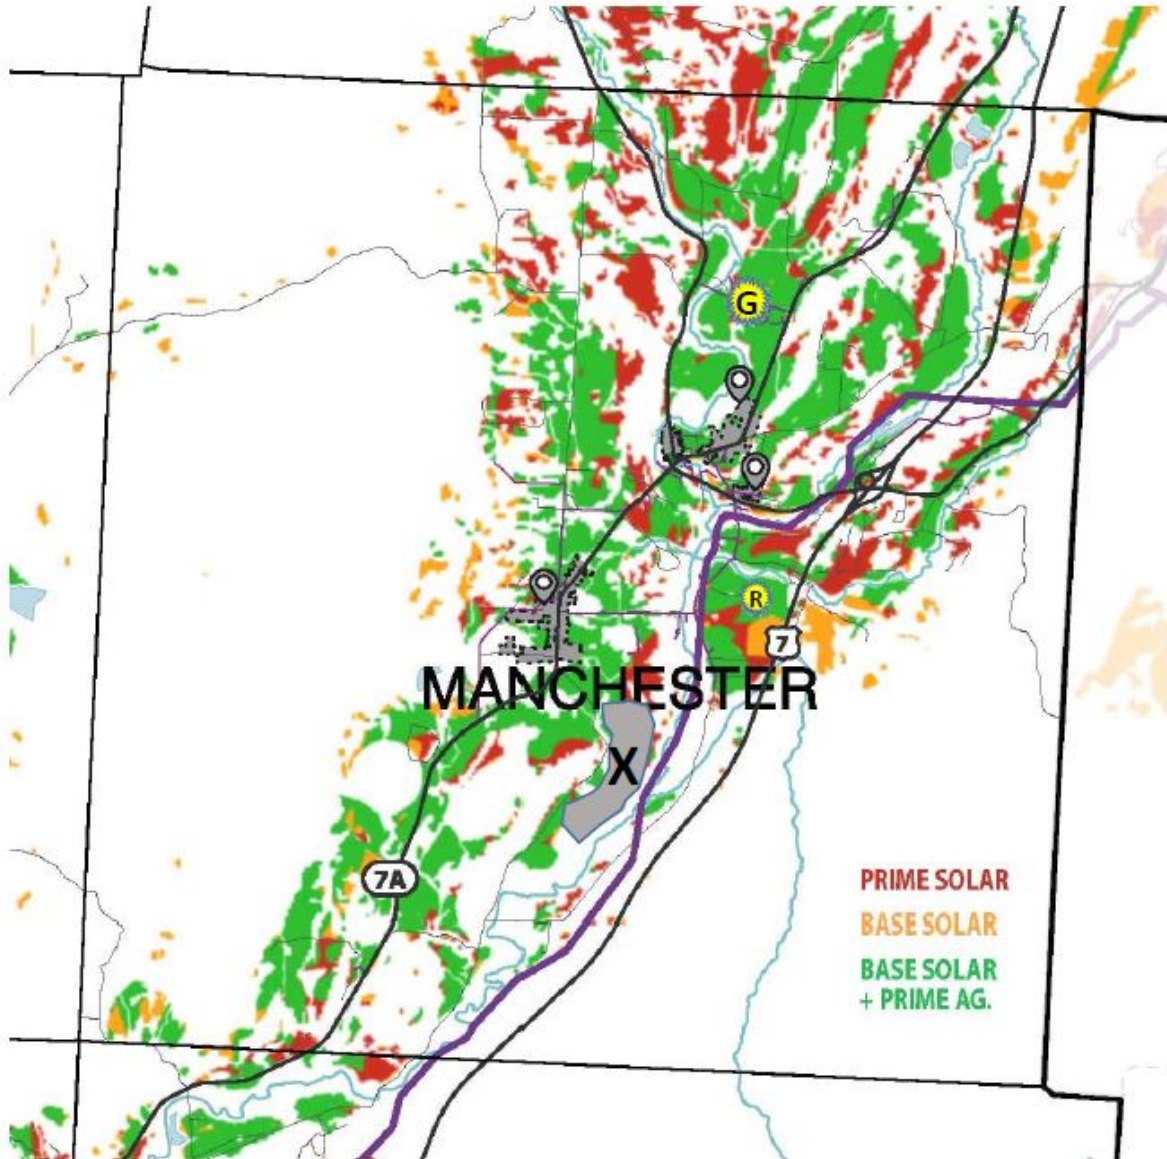 G
R
7
MANCHESTER
X
7A
PRIME SOLAR
BASE SOLAR
BASE SOLAR
+ PRIME AG.